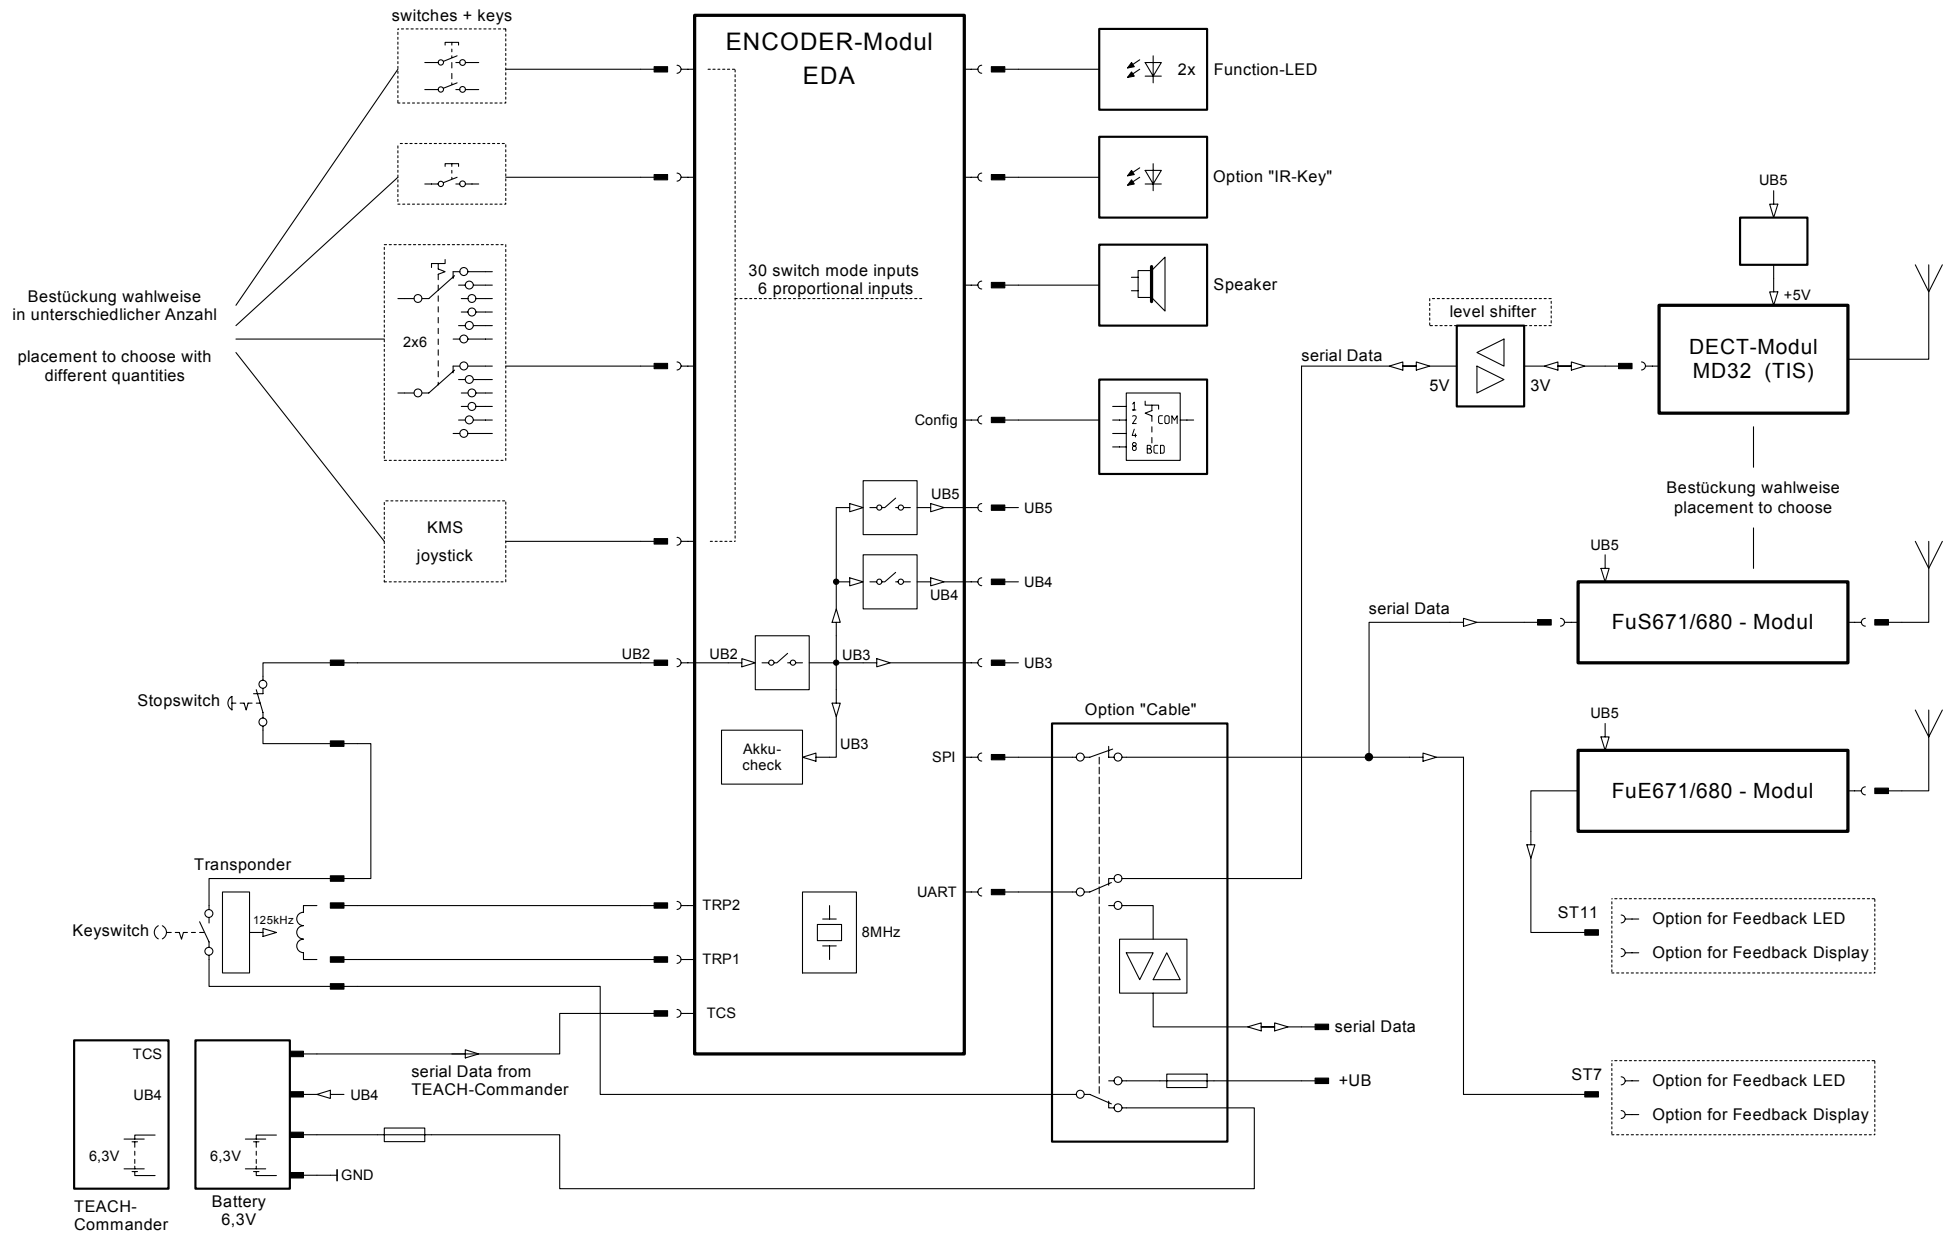 switches + keys
ENCODER-Modul
EDA
2x
Function-LED
Option "IR-Key"
UB5
30 switch mode inputs
6 proportional inputs
Speaker
Bestückung wahlweise
in unterschiedlicher Anzahl
placement to choose with
different quantities
2x6
+5V
level shifter
serial Data
5V
3V
DECT-Modul
MD32 (TIS)
Config
1
2
4
8
COM
BCD
Bestückung wahlweise
placement to choose
KMS
joystick
UB5
UB5
UB4
UB4
UB5
serial Data
FuS671/680 - Modul
UB2
UB2
UB3
UB3
Stopswitch
Option "Cable"
UB5
Akku-
check
UB3
SPI
FuE671/680 - Modul
Transponder
UART
TRP2
125kHz
Keyswitch
8MHz
TRP1
ST11
Option for Feedback LED
Option for Feedback Display
TCS
serial Data
TCS
serial Data from
TEACH-Commander
UB4
UB4
+UB
ST7
Option for Feedback LED
Option for Feedback Display
6,3V
6,3V
GND
TEACH-
Commander
Battery
6,3V